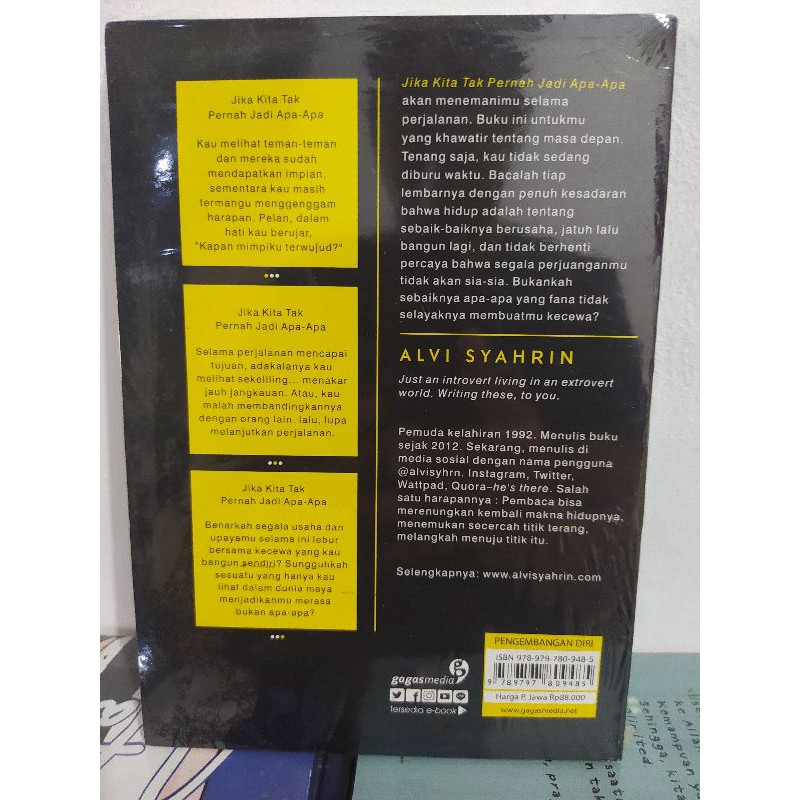 Jika Kita Tak
Pernah Jadi Apa-Apa
Kau melihat teman-teman
dan mereka sudah
mendapatkan impian,
sementara kau masih
termangu menggenggam
harapan. Pelan, dalam
hati kau berujar,
"Kapan mimpiku terwujud?"
Jika Kita Tak
Pernah Jadi Apa-Apa
Selama perjalanan mencapai
tujuan, adakalanya kau
melihat sekeliling... menakar
jauh jangkauan. Atau, kau
malah membandingkannya
dengan orang lain. lalu, lupa
melanjutkan perjalanan.
Jika Kita Tak
Pernah Jadi Apa-Apa
Benarkah segala usaha dan
upayamu selama ini lebur
bersama kecewa yang kau
bangun sendiri? Sungguhkah
sesuatu yang hanya kau
lihat dalam dunia maya
menjadikanmu merasa
bukan apa-apa?
Jika Kita Tak Pernah Jadi Apa-Apa
akan menemanimu selama
perjalanan. Buku ini untukmu
yang khawatir tentang masa depan.
Tenang saja, kau tidak sedang
diburu waktu. Bacalah tiap
lembarnya dengan penuh kesadaran
bahwa hidup adalah tentang
sebaik-baiknya berusaha, jatuh lalu
bangun lagi, dan tidak berhenti
percaya bahwa segala perjuanganmu
tidak akan sia-sia. Bukankah
sebaiknya apa-apa yang fana tidak
selayaknya membuatmu kecewa?
ALVI SYAHRIN
Just an introvert living in an extrovert
world. Writing these, to you.
Pemuda kelahiran 1992. Menulis buku
sejak 2012. Sekarang, menulis di
media sosial dengan nama pengguna
@alvisyhrn. Instagram, Twitter,
Wattpad, Quora–he's there. Salah
satu harapannya : Pembaca bisa
merenungkan kembali makna hidupnya,
menemukan secercah titik terang,
melangkah menuju titik itu.
Selengkapnya: www.alvisyahrin.com
gagasmedia
Tersedia e-book
PENGEMBANGAN DIRI
ISBN 978-979-780-948-5
9 789797 809485
Harga P. Jawa Rp88.000
www.gagasmedia.net
ke Allah
Kemampuan
sehingga, kita